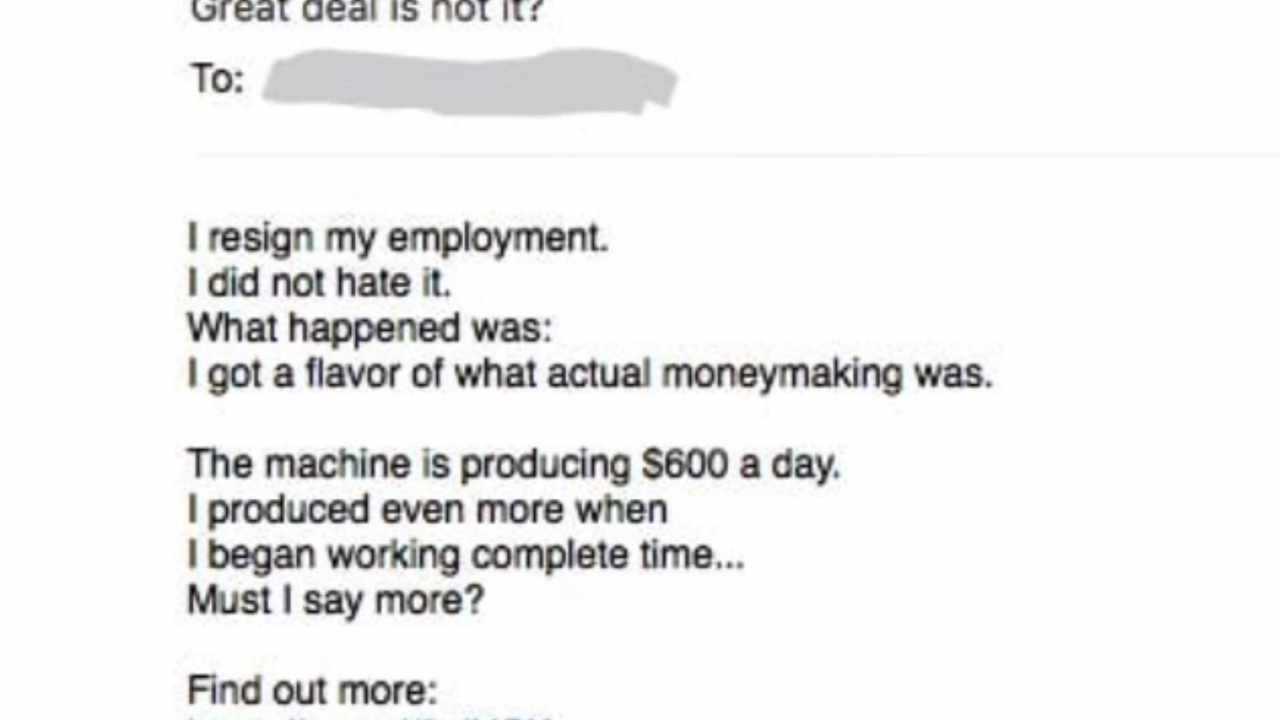 Great deal is not it?
To:
I resign my employment.
I did not hate it.
What happened was:
I got a flavor of what actual moneymaking was.
The machine is producing $600 a day.
I produced even more when
I began working complete time...
Must I say more?
Find out more: